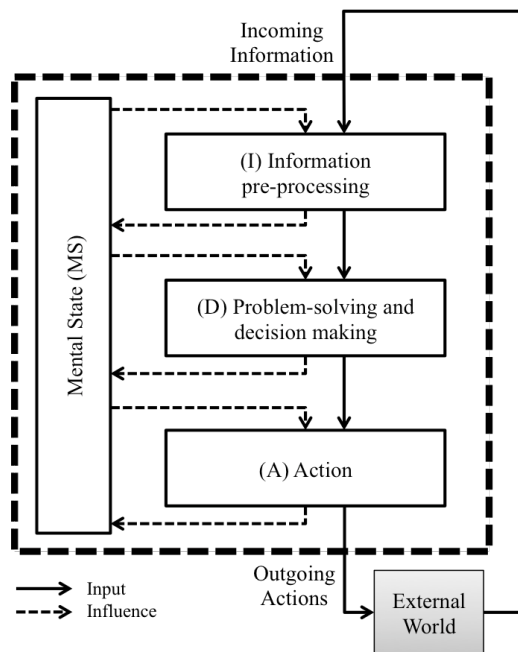 Incoming
Information
(I) Information
pre-processing
Mental State (MS)
(D) Problem-solving and
decision making
(A) Action
Outgoing
Actions
Input
Influence
External
World